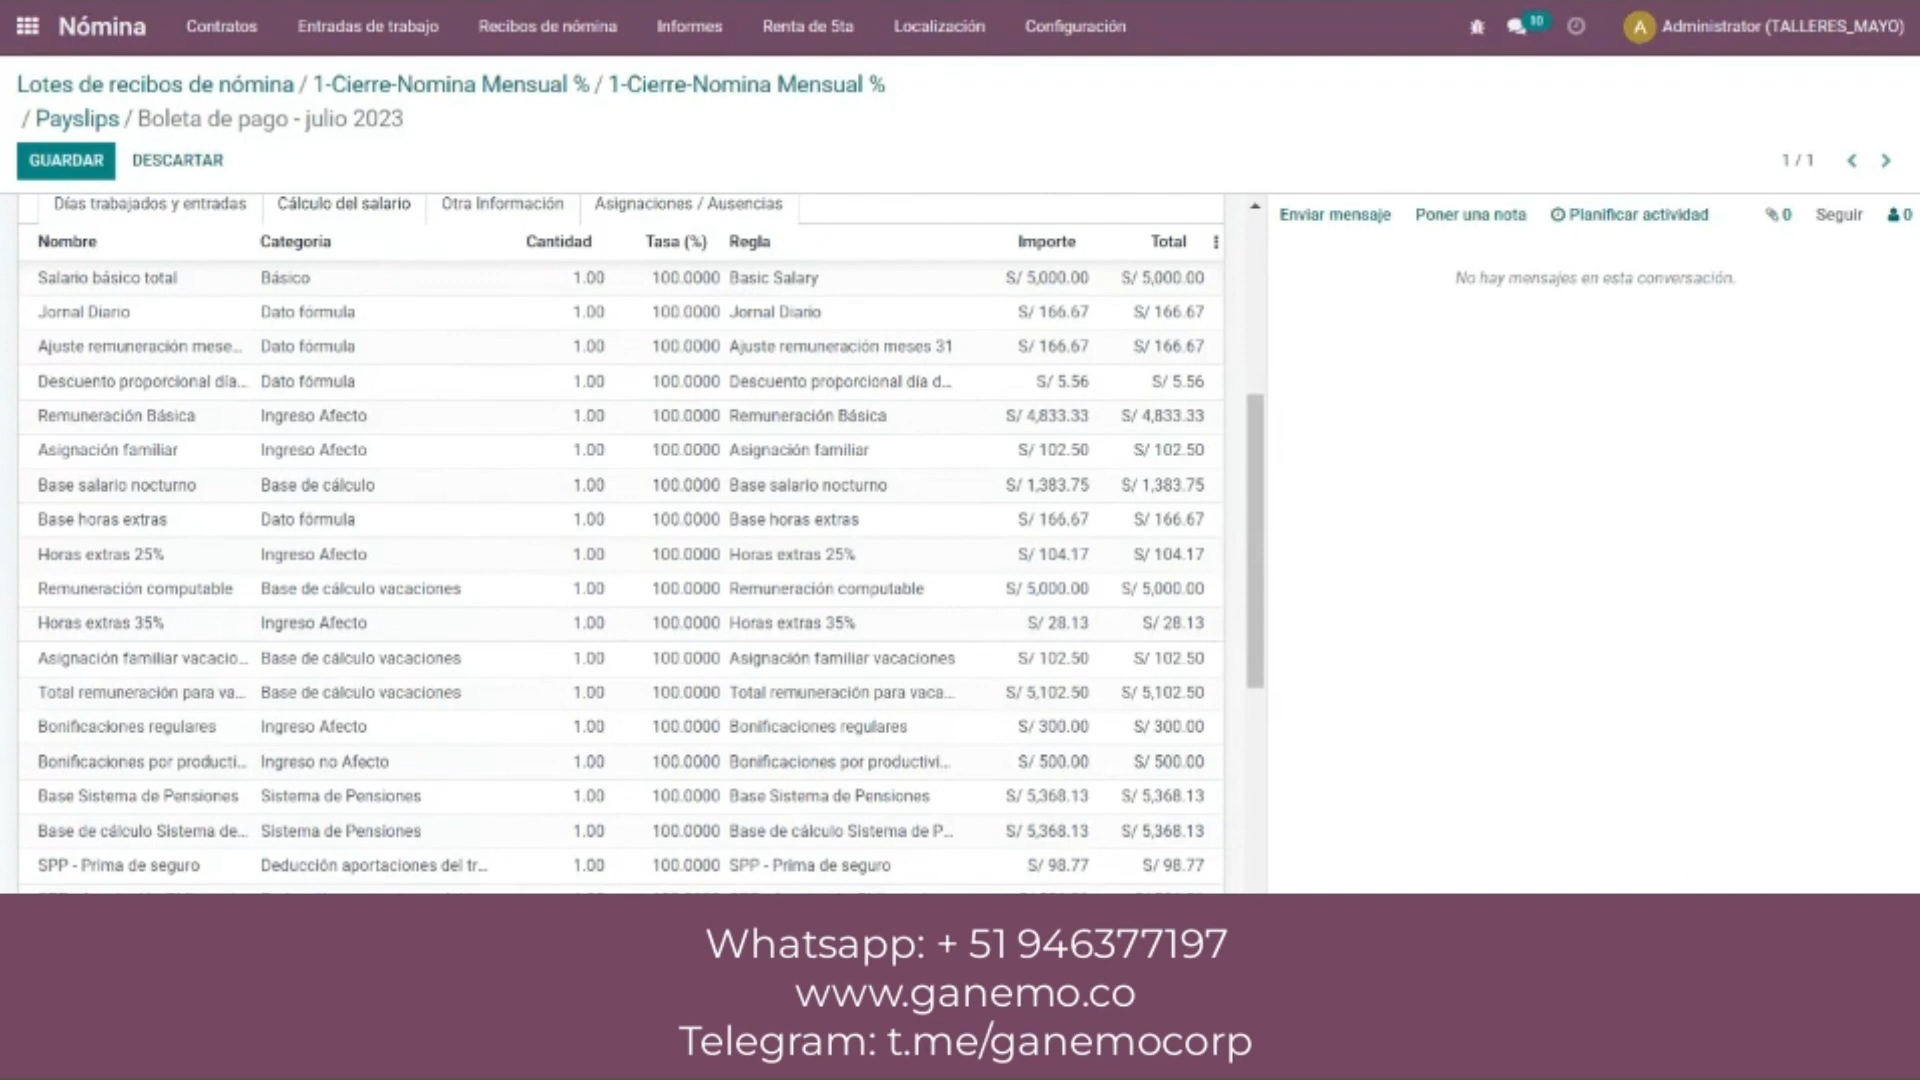 Nómina Contratos Entradas de trabajo Recibos de nómina Informes Renta de 5ta Localización Configuración 10 A Administrator (TALLERES_MAYO)
Lotes de recibos de nómina / 1-Cierre-Nomina Mensual % / 1-Cierre-Nomina Mensual %
/ Payslips / Boleta de pago - julio 2023
GUARDAR DESCARTAR 1 / 1
Días trabajados y entradas Cálculo del salario Otra Información Asignaciones / Ausencias
Enviar mensaje Poner una nota Planificar actividad 0 Seguir 0
Nombre Categoría Cantidad Tasa (%) Regla Importe Total
Salario básico total Básico 1.00 100.0000 Basic Salary S/ 5,000.00 S/ 5,000.00
No hay mensajes en esta conversación.
Jornal Diario Dato fórmula 1.00 100.0000 Jornal Diario S/ 166.67 S/ 166.67
Ajuste remuneración mese... Dato fórmula 1.00 100.0000 Ajuste remuneración meses 31 S/ 166.67 S/ 166.67
Descuento proporcional día... Dato fórmula 1.00 100.0000 Descuento proporcional día d... S/ 5.56 S/ 5.56
Remuneración Básica Ingreso Afecto 1.00 100.0000 Remuneración Básica S/ 4,833.33 S/ 4,833.33
Asignación familiar Ingreso Afecto 1.00 100.0000 Asignación familiar S/ 102.50 S/ 102.50
Base salario nocturno Base de cálculo 1.00 100.0000 Base salario nocturno S/ 1,383.75 S/ 1,383.75
Base horas extras Dato fórmula 1.00 100.0000 Base horas extras S/ 166.67 S/ 166.67
Horas extras 25% Ingreso Afecto 1.00 100.0000 Horas extras 25% S/ 104.17 S/ 104.17
Remuneración computable Base de cálculo vacaciones 1.00 100.0000 Remuneración computable S/ 5,000.00 S/ 5,000.00
Horas extras 35% Ingreso Afecto 1.00 100.0000 Horas extras 35% S/ 28.13 S/ 28.13
Asignación familiar vacacio... Base de cálculo vacaciones 1.00 100.0000 Asignación familiar vacaciones S/ 102.50 S/ 102.50
Total remuneración para va... Base de cálculo vacaciones 1.00 100.0000 Total remuneración para vaca... S/ 5,102.50 S/ 5,102.50
Bonificaciones regulares Ingreso Afecto 1.00 100.0000 Bonificaciones regulares S/ 300.00 S/ 300.00
Bonificaciones por producti... Ingreso no Afecto 1.00 100.0000 Bonificaciones por productivi... S/ 500.00 S/ 500.00
Base Sistema de Pensiones Sistema de Pensiones 1.00 100.0000 Base Sistema de Pensiones S/ 5,368.13 S/ 5,368.13
Base de cálculo Sistema de... Sistema de Pensiones 1.00 100.0000 Base de cálculo Sistema de P... S/ 5,368.13 S/ 5,368.13
SPP - Prima de seguro Deducción aportaciones del tr... 1.00 100.0000 SPP - Prima de seguro S/ 98.77 S/ 98.77
Whatsapp: + 51 946377197
www.ganemo.co
Telegram: t.me/ganemocorp